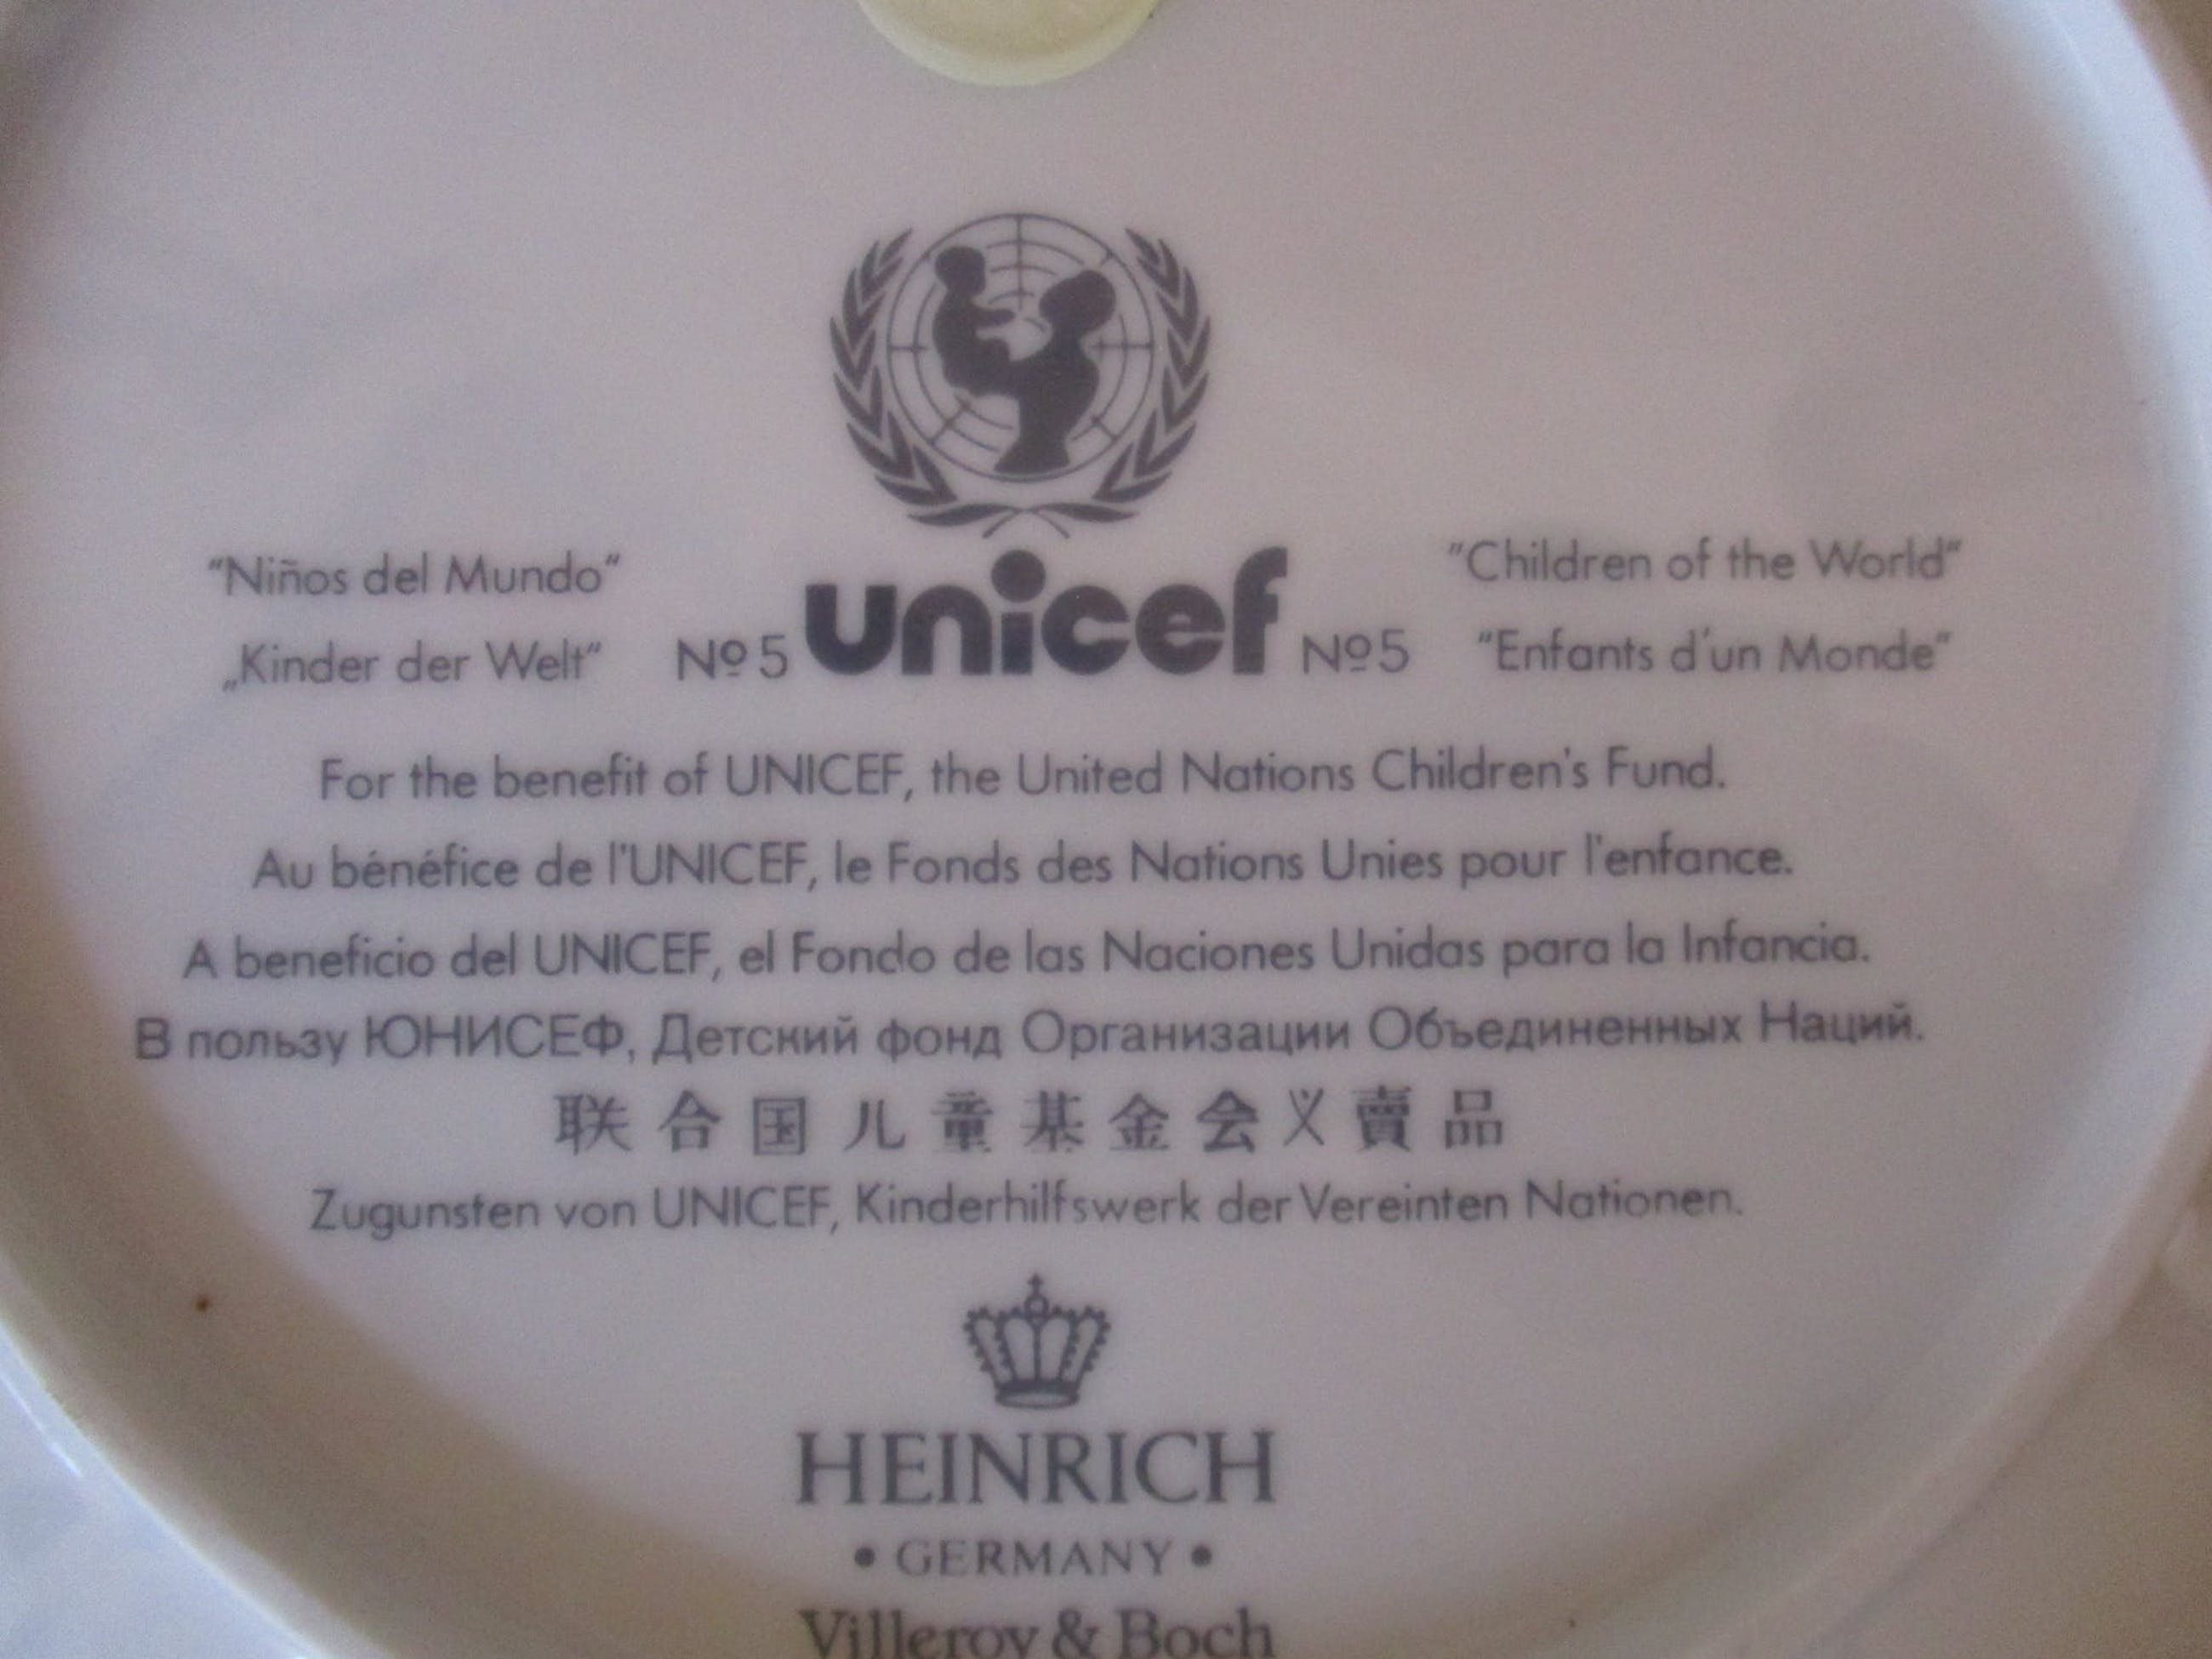 "Niños del Mundo" "Children of the World"
„Kinder der Welt" Nº 5 unicef Nº 5 "Enfants d'un Monde"
For the benefit of UNICEF, the United Nations Children's Fund.
Au bénéfice de l'UNICEF, le Fonds des Nations Unies pour l'enfance.
A beneficio del UNICEF, el Fondo de las Naciones Unidas para la Infancia.
В пользу ЮНИСЕФ, Детский фонд Организации Объединенных Наций.
联合国儿童基金会义賣品
Zugunsten von UNICEF, Kinderhilfswerk der Vereinten Nationen.
HEINRICH
• GERMANY •
Villeroy & Boch